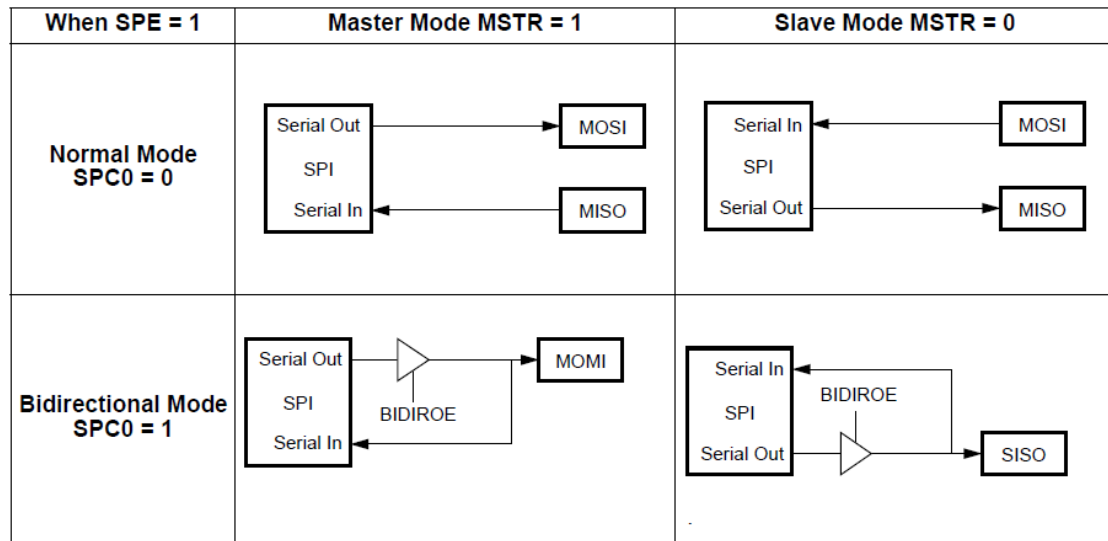 When SPE = 1
Master Mode MSTR = 1
Slave Mode MSTR = 0
Normal Mode
SPC0 = 0
Serial Out
SPI
Serial In
MOSI
MISO
Serial In
SPI
Serial Out
MOSI
MISO
Bidirectional Mode
SPC0 = 1
Serial Out
SPI
Serial In
BIDIROE
MOMI
Serial In
SPI
Serial Out
BIDIROE
SISO